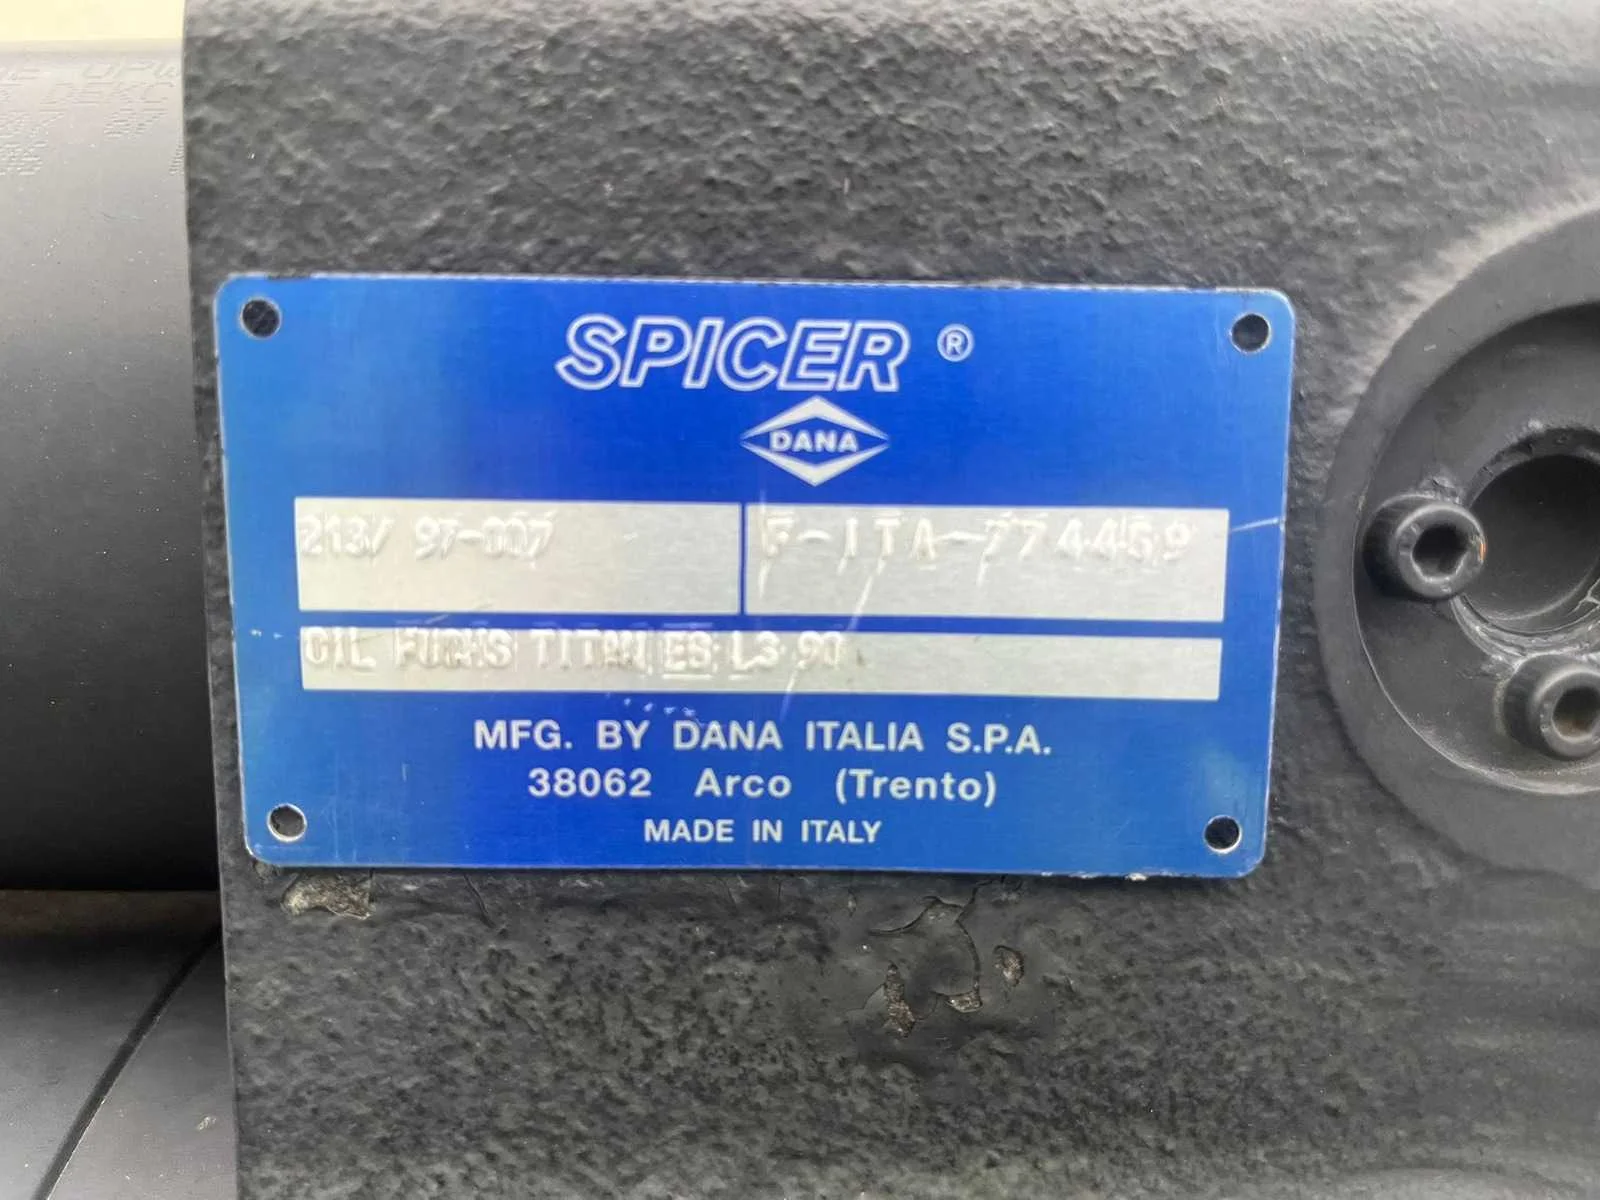 SPICER ®
DANA
213/ 97-007
F-ITA-7744459
OIL FUCHS TITAN ES L3 90
MFG. BY DANA ITALIA S.P.A.
38062 Arco (Trento)
MADE IN ITALY